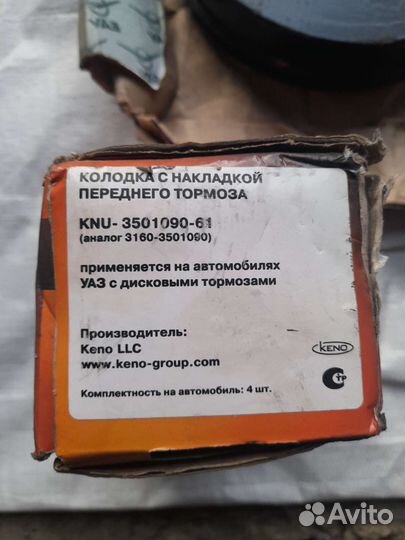 КОЛОДКА С НАКЛАДКОЙ
ПЕРЕДНЕГО ТОРМОЗА
KNU- 3501090-61
(аналог 3160-3501090)
применяется на автомобилях
УАЗ с дисковыми тормозами
Производитель:
Keno LLC
www.keno-group.com
KENO
Комплектность на автомобиль: 4 шт.
Avito